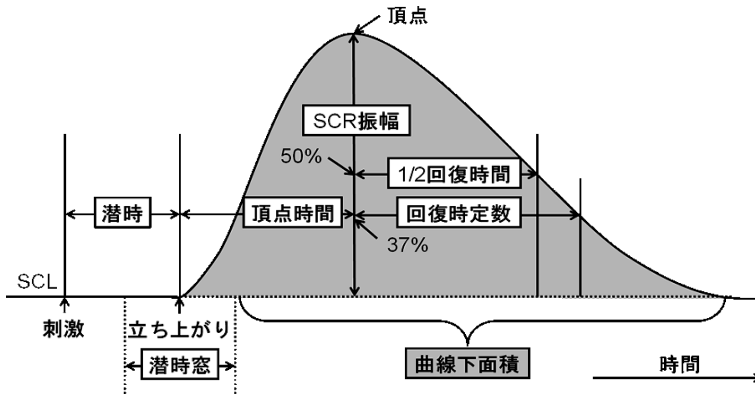 頂点
SCR振幅
50%
1/2回復時間
潜時
頂点時間
回復時定数
37%
SCL
刺激
立ち上がり
潜時窓
曲線下面積
時間